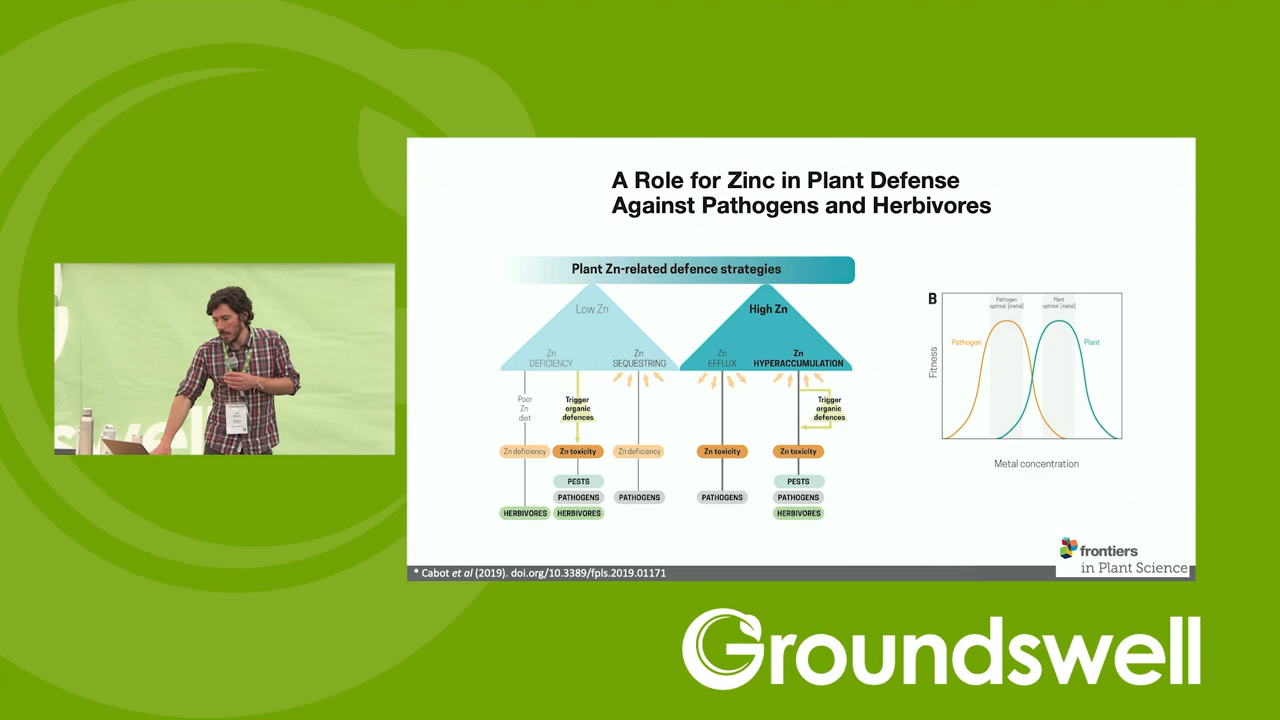 A Role for Zinc in Plant Defense
Against Pathogens and Herbivores
Plant Zn-related defence strategies
Low Zn
High Zn
Zn
DEFICIENCY
Zn
SEQUESTRING
Zn
EFFLUX
Zn
HYPERACCUMULATION
Poor
Zn
diet
Trigger
organic
defences
Trigger
organic
defences
Zn deficiency
Zn toxicity
Zn deficiency
Zn toxicity
Zn toxicity
PESTS
PESTS
PATHOGENS
PATHOGENS
PATHOGENS
PATHOGENS
HERBIVORES
HERBIVORES
HERBIVORES
B
Pathogen
optimal [metal]
Plant
optimal [metal]
Pathogen
Plant
Fitness
Metal concentration
frontiers
in Plant Science
* Cabot et al (2019). doi.org/10.3389/fpls.2019.01171
Groundswell